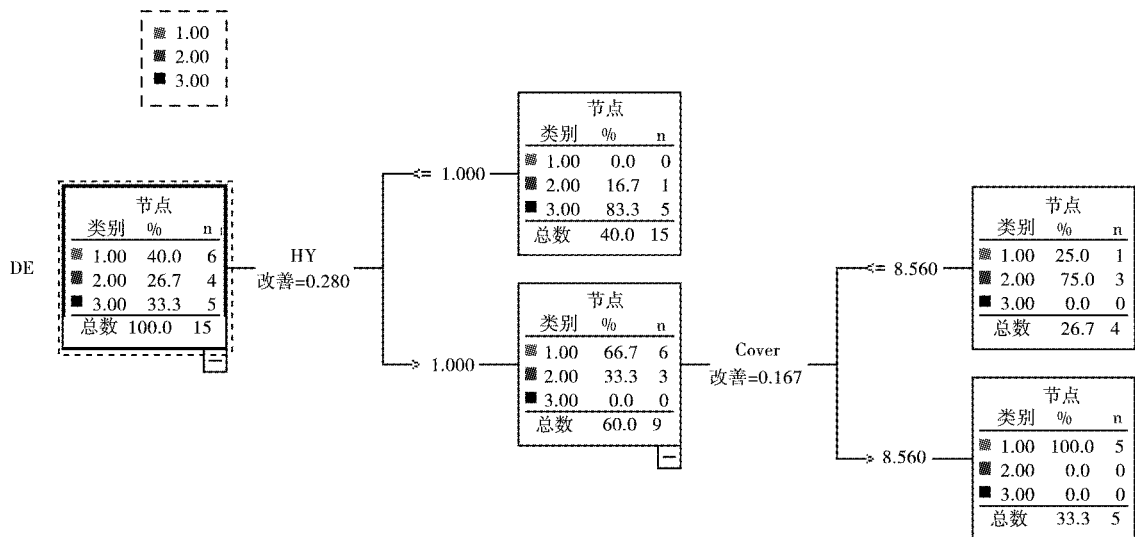 1.00
2.00
3.00
DE
节点
类别 % n
1.00 40.0 6
2.00 26.7 4
3.00 33.3 5
总数 100.0 15
HY
改善=0.280
<= 1.000
节点
类别 % n
1.00 0.0 0
2.00 16.7 1
3.00 83.3 5
总数 40.0 15
> 1.000
节点
类别 % n
1.00 66.7 6
2.00 33.3 3
3.00 0.0 0
总数 60.0 9
Cover
改善=0.167
<= 8.560
节点
类别 % n
1.00 25.0 1
2.00 75.0 3
3.00 0.0 0
总数 26.7 4
> 8.560
节点
类别 % n
1.00 100.0 5
2.00 0.0 0
3.00 0.0 0
总数 33.3 5